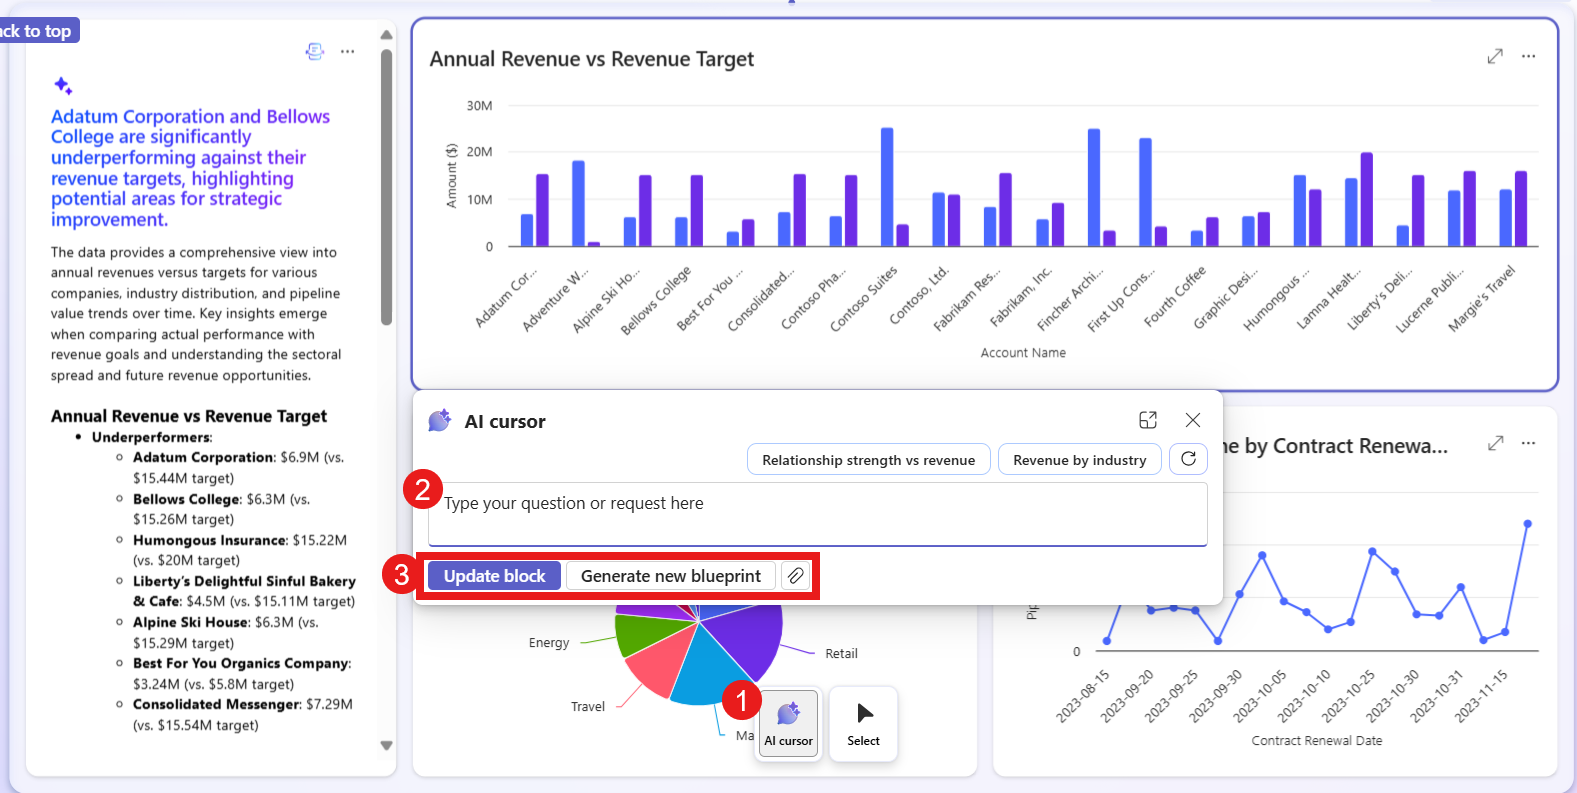 ck to top
Adatum Corporation and Bellows
College are significantly
underperforming against their
revenue targets, highlighting
potential areas for strategic
improvement.
The data provides a comprehensive view into
annual revenues versus targets for various
companies, industry distribution, and pipeline
value trends over time. Key insights emerge
when comparing actual performance with
revenue goals and understanding the sectoral
spread and future revenue opportunities.
Annual Revenue vs Revenue Target
• Underperformers:
Adatum Corporation: $6.9M (vs.
$15.44M target)
Bellows College: $6.3M (vs.
$15.26M target)
Humongous Insurance: $15.22M
(vs. $20M target)
Liberty's Delightful Sinful Bakery
& Cafe: $4.5M (vs. $15.11M target)
Alpine Ski House: $6.3M (vs.
$15.29M target)
Best For You Organics Company:
$3.24M (vs. $5.8M target)
Consolidated Messenger: $7.29M
(vs. $15.54M target)
Annual Revenue vs Revenue Target
30M
20M
10M
0
Amount ($)
Adatum Cor...
Adventure W...
Alpine Ski Ho...
Bellows College
Best For You ...
Consolidated...
Contoso Pha...
Contoso Suites
Contoso, Ltd.
Fabrikam Res...
Fabrikam, Inc.
Fincher Archi...
First Up Cons...
Fourth Coffee
Graphic Desi...
Humongous ...
Lamna Healt...
Liberty's Deli...
Lucerne Publi...
Margie's Travel
Account Name
AI cursor
Relationship strength vs revenue
Revenue by industry
2
Type your question or request here
3
Update block
Generate new blueprint
Energy
Travel
Ma
Retail
1
AI cursor
Select
ne by Contract Renewa...
Pip
0
2023-08-15
2023-09-20
2023-09-25
2023-09-30
2023-10-05
2023-10-10
2023-10-25
2023-10-30
2023-10-31
2023-11-15
Contract Renewal Date